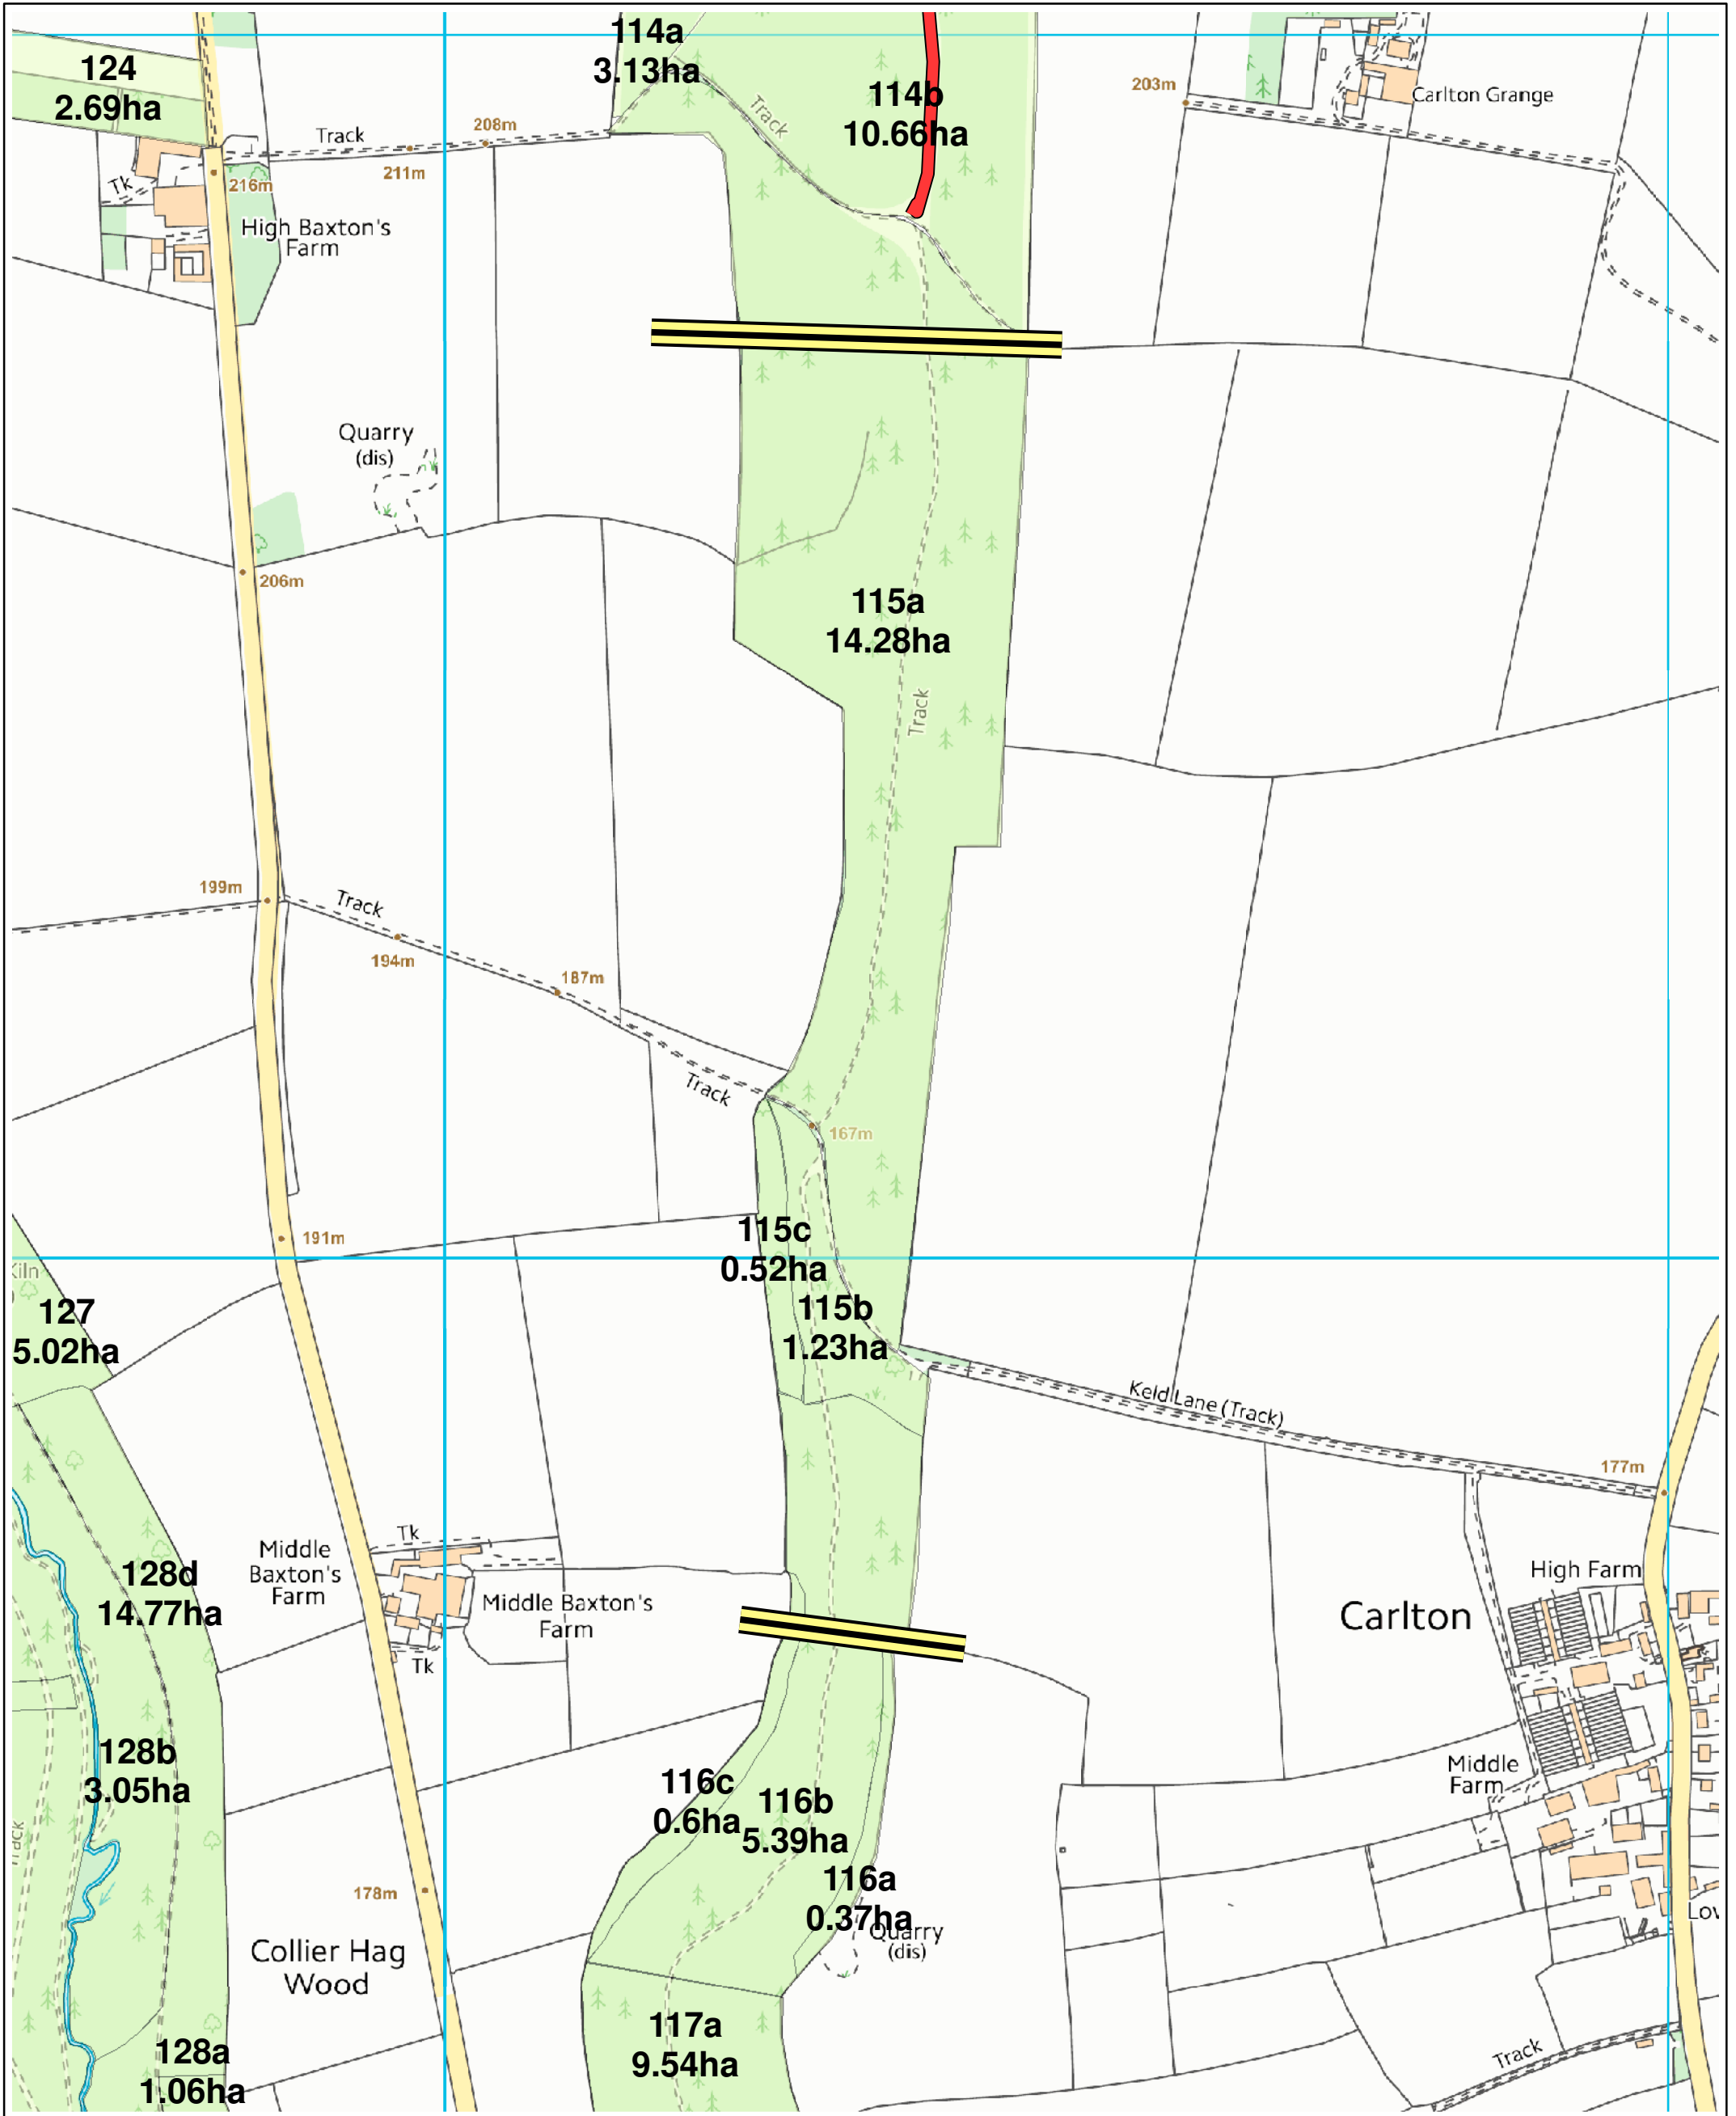 114a
3.13ha
124
2.69ha
114b
10.66ha
203m
Carlton Grange
Track
Track
208m
211m
Tk
216m
High Baxton's
Farm
Quarry
(dis)
206m
115a
14.28ha
Track
199m
Track
194m
187m
Track
167m
191m
115c
0.52ha
Kiln
127
5.02ha
115b
1.23ha
Keld Lane (Track)
177m
Tk
Middle
Baxton's
Farm
128d
14.77ha
Middle Baxton's
Farm
Tk
High Farm
Carlton
128b
3.05ha
116c
0.6ha
116b
5.39ha
Middle
Farm
Track
116a
0.37ha
178m
Quarry
(dis)
Low
Collier Hag
Wood
117a
9.54ha
128a
1.06ha
Track